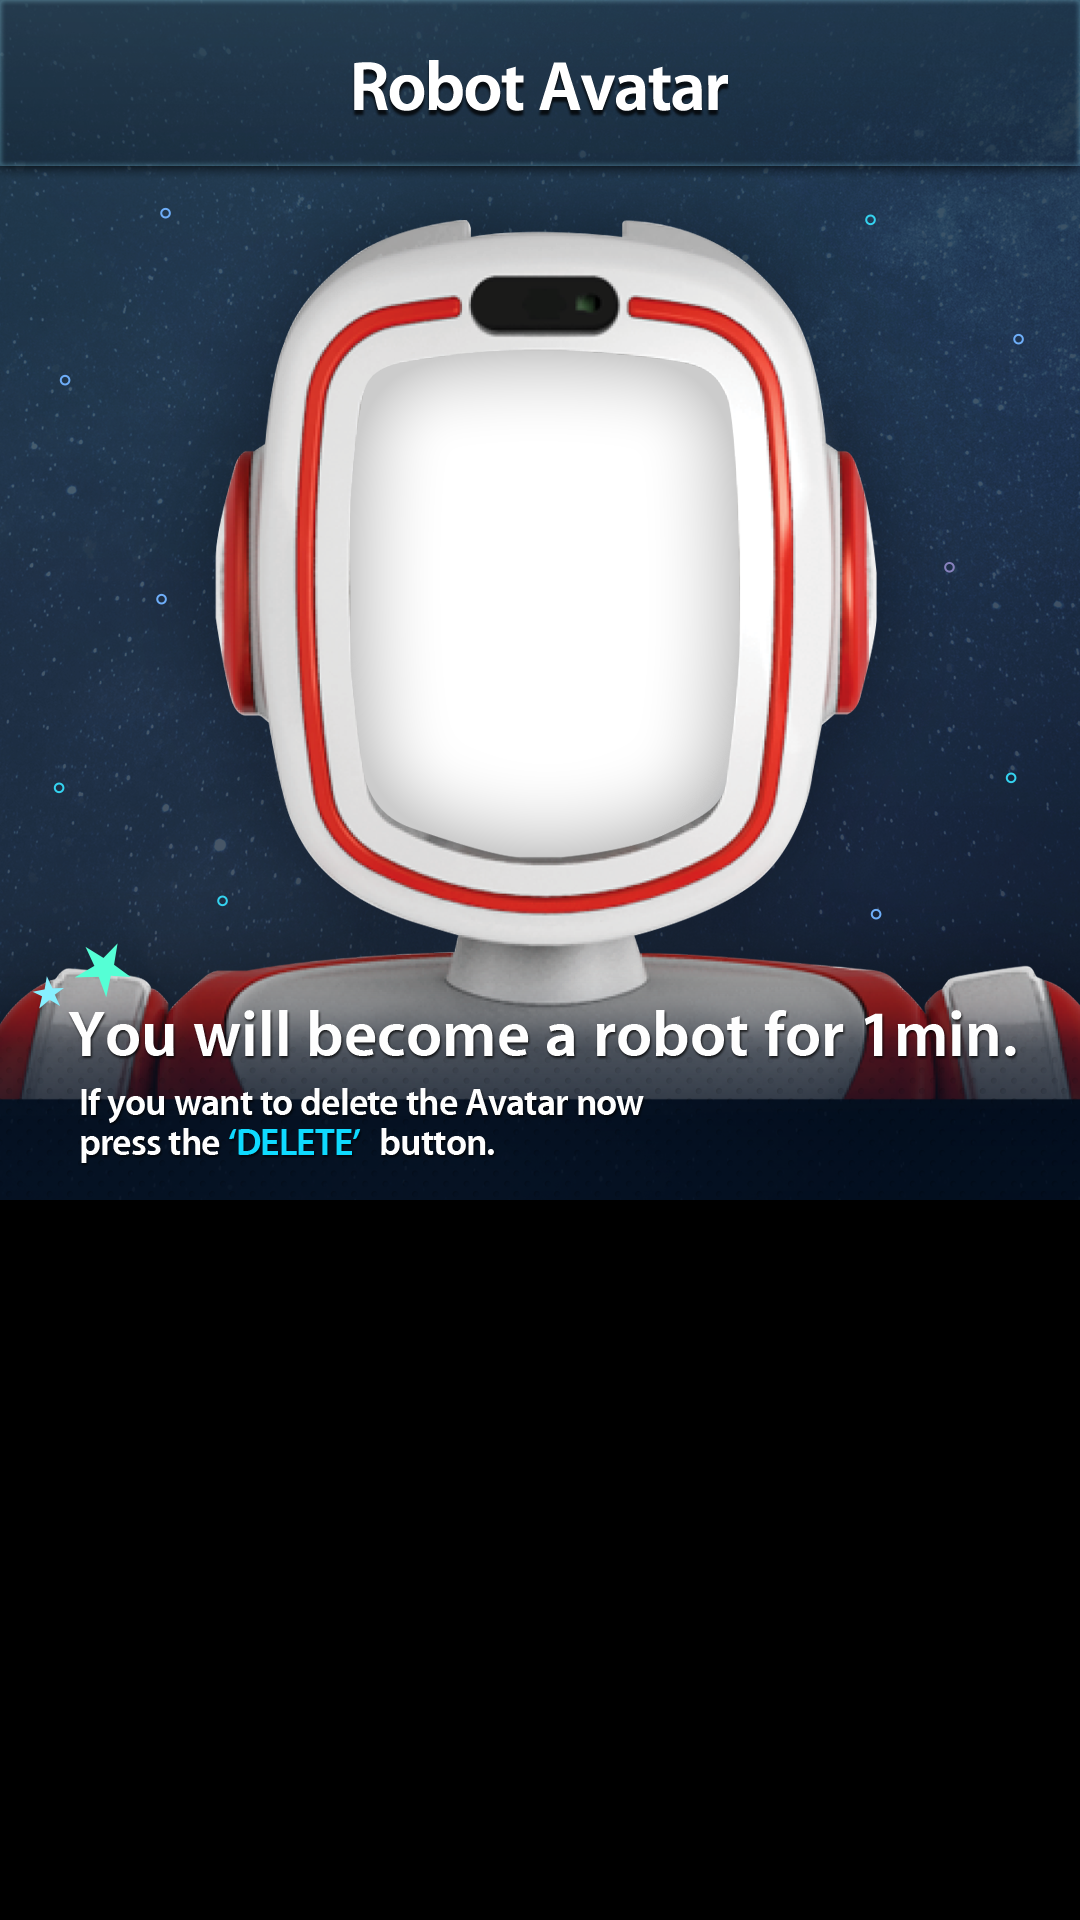 Robot Avatar
You will become a robot for 1min.
If you want to delete the Avatar now
press the ‘DELETE’ button.